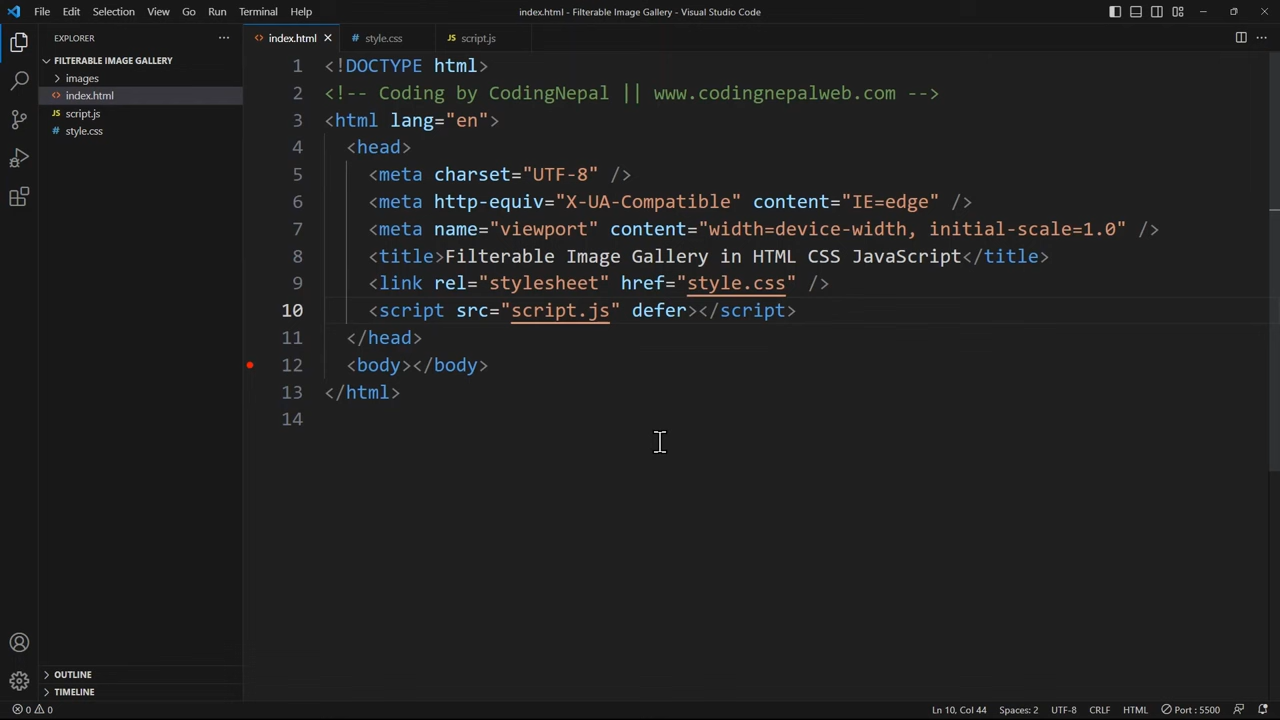 File Edit Selection View Go Run Terminal Help
index.html - Filterable Image Gallery - Visual Studio Code
EXPLORER
FILTERABLE IMAGE GALLERY
images
index.html
script.js
style.css
OUTLINE
TIMELINE
index.html style.css script.js
1 <!DOCTYPE html>
2 <!-- Coding by CodingNepal || www.codingnepalweb.com -->
3 <html lang="en">
4 <head>
5 <meta charset="UTF-8" />
6 <meta http-equiv="X-UA-Compatible" content="IE=edge" />
7 <meta name="viewport" content="width=device-width, initial-scale=1.0" />
8 <title>Filterable Image Gallery in HTML CSS JavaScript</title>
9 <link rel="stylesheet" href="style.css" />
10 <script src="script.js" defer></script>
11 </head>
12 <body></body>
13 </html>
14
0 0 Ln 10, Col 44 Spaces: 2 UTF-8 CRLF HTML Port : 5500